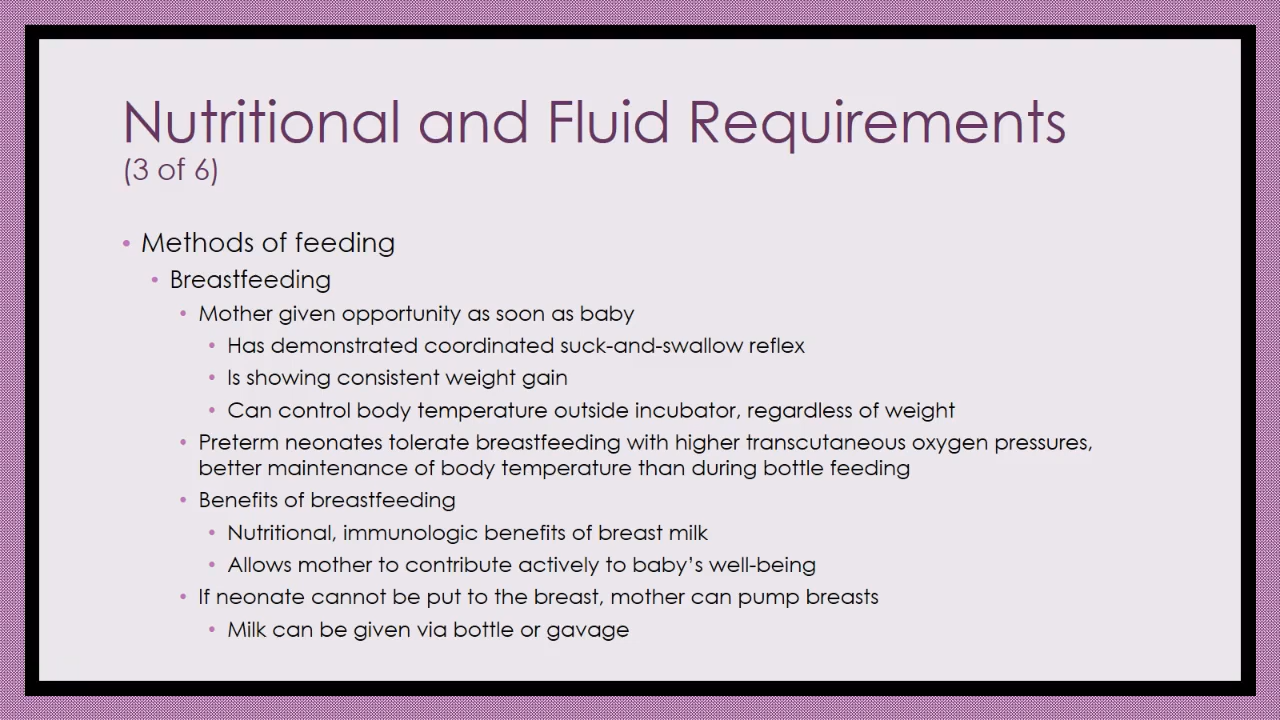 Nutritional and Fluid Requirements
(3 of 6)
• Methods of feeding
• Breastfeeding
• Mother given opportunity as soon as baby
• Has demonstrated coordinated suck-and-swallow reflex
• Is showing consistent weight gain
• Can control body temperature outside incubator, regardless of weight
• Preterm neonates tolerate breastfeeding with higher transcutaneous oxygen pressures,
better maintenance of body temperature than during bottle feeding
• Benefits of breastfeeding
• Nutritional, immunologic benefits of breast milk
• Allows mother to contribute actively to baby’s well-being
• If neonate cannot be put to the breast, mother can pump breasts
• Milk can be given via bottle or gavage